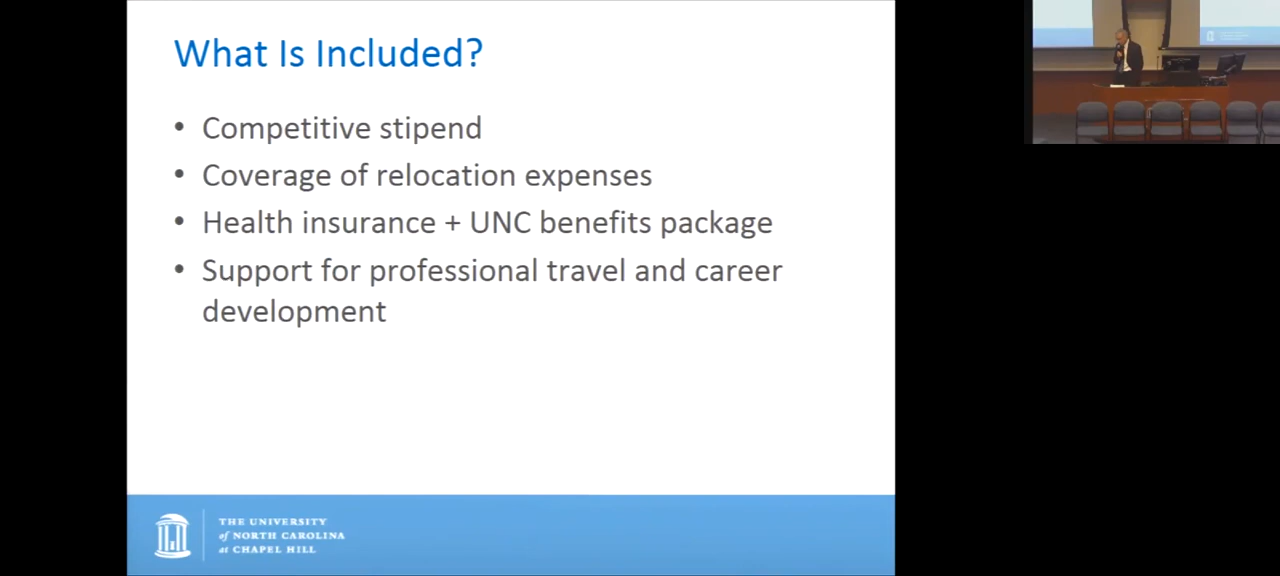 What Is Included?
• Competitive stipend
• Coverage of relocation expenses
• Health insurance + UNC benefits package
• Support for professional travel and career
development
THE UNIVERSITY
of NORTH CAROLINA
at CHAPEL HILL